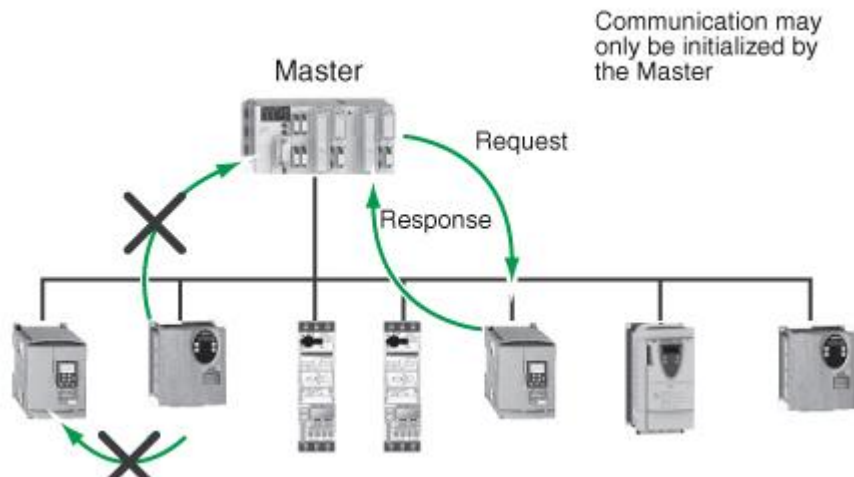 Communication may
only be initialized by
the Master
Master
Request
Response